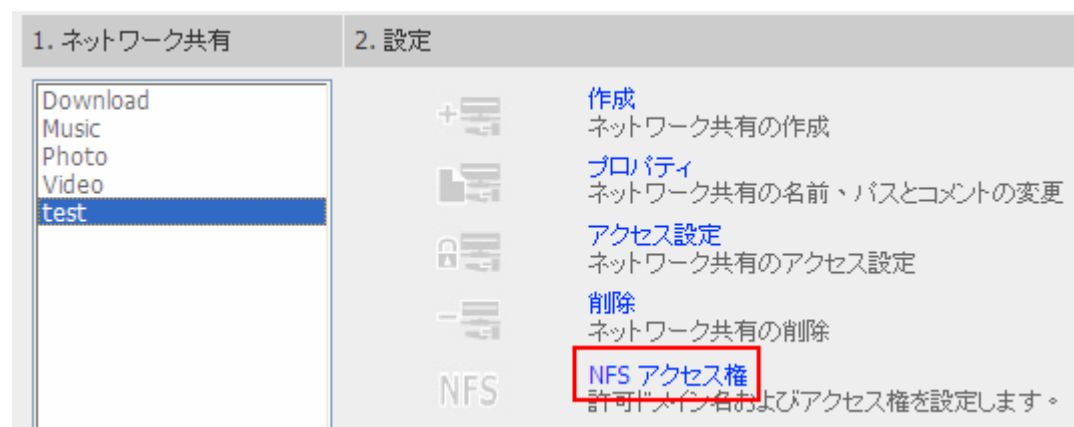 1. ネットワーク共有
2. 設定
Download
Music
Photo
Video
test
作成
ネットワーク共有の作成
プロパティ
ネットワーク共有の名前、パスとコメントの変更
アクセス設定
ネットワーク共有のアクセス設定
削除
ネットワーク共有の削除
NFS
NFS アクセス権
許可ドメイン名およびアクセス権を設定します。